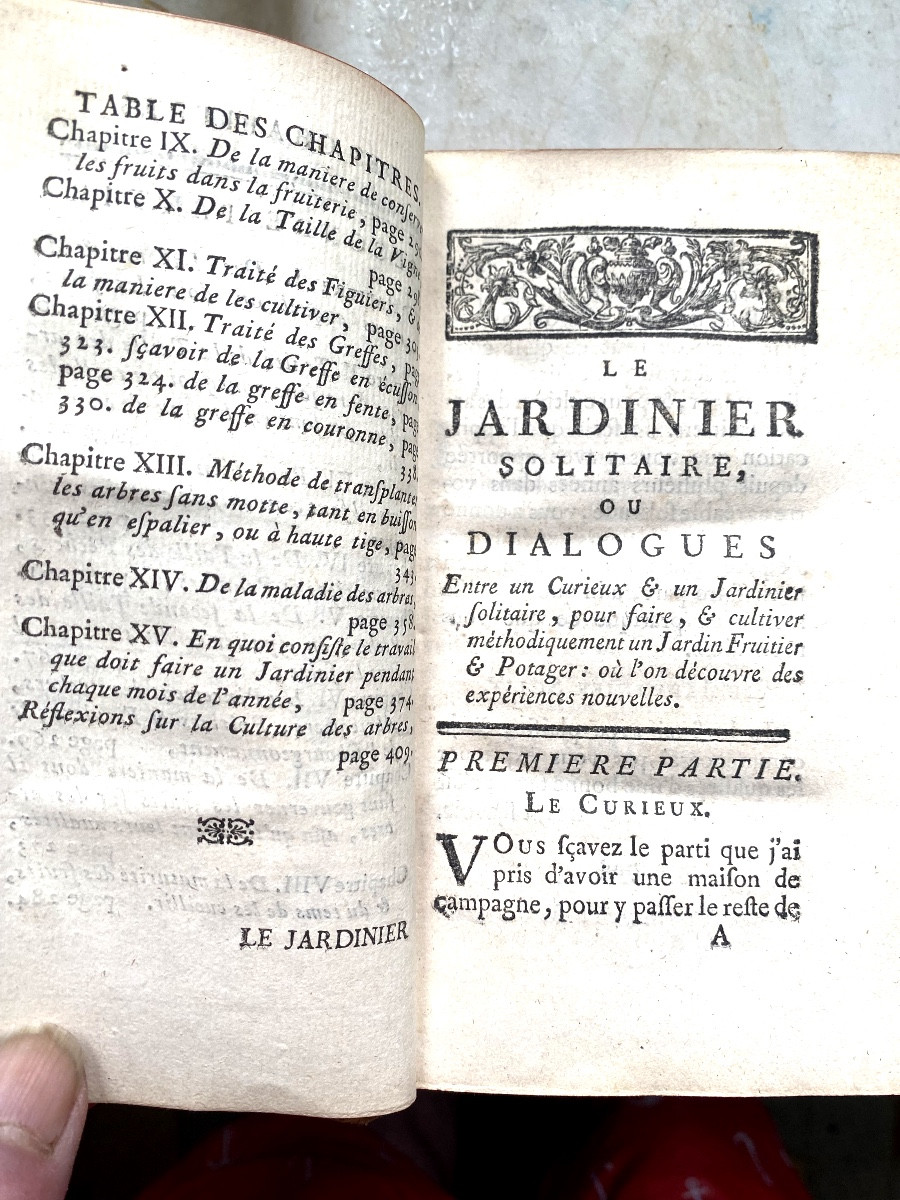 TABLE DES CHAPITRES.
Chapitre IX. De la maniere de conserve
les fruits dans la fruiterie, page
Chapitre X. De la Taille de la Vigne
page
Chapitre XI. Traité des Figuiers, &
la maniere de les cultiver, page
Chapitre XII. Traité des Greffes, page
323. ſçavoir de la Greffe en écuſſon
page 324. de la greffe en fente, page
330. de la greffe en couronne, page
338.
Chapitre XIII. Méthode de tranſplanter
les arbres ſans motte, tant en buiſſon
qu'en eſpalier, ou à haute tige, page
343.
Chapitre XIV. De la maladie des arbres,
page 358.
Chapitre XV. En quoi conſiſte le travail
que doit faire un Jardinier pendant
chaque mois de l'année, page 374.
Réflexions ſur la Culture des arbres,
page 409.
LE JARDINIER
LE
JARDINIER
SOLITAIRE,
OU
DIALOGUES
Entre un Curieux & un Jardinier
ſolitaire, pour faire, & cultiver
méthodiquement un Jardin Fruitier
& Potager : où l'on découvre des
expériences nouvelles.
PREMIERE PARTIE.
LE CURIEUX.
VOus ſçavez le parti que j'ai
pris d'avoir une maiſon de
campagne, pour y paſſer le reſte de
A